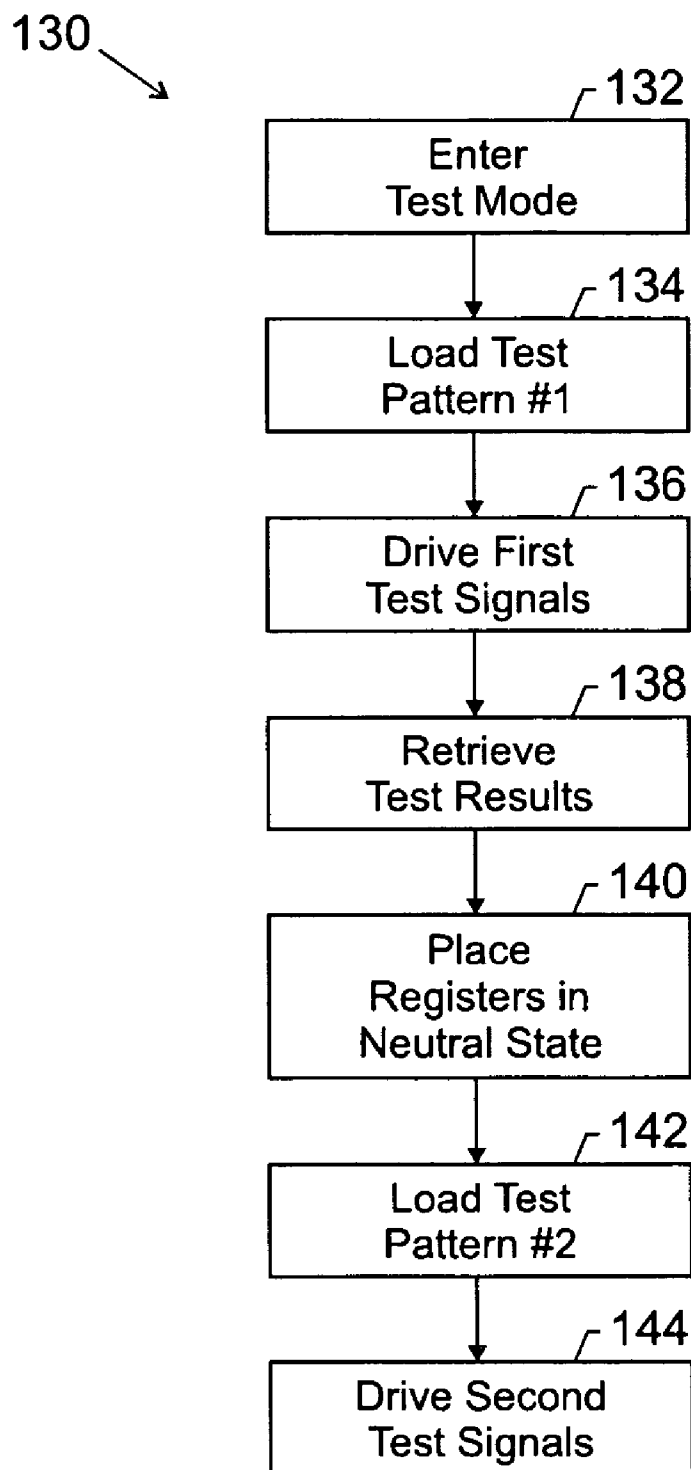 130
132
Enter
Test Mode
134
Load Test
Pattern #1
136
Drive First
Test Signals
138
Retrieve
Test Results
140
Place
Registers in
Neutral State
142
Load Test
Pattern #2
144
Drive Second
Test Signals